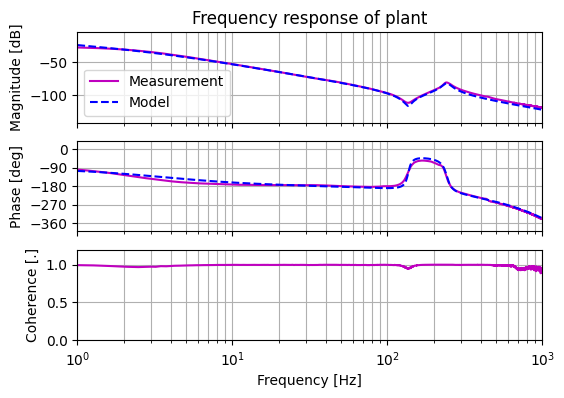 Frequency response of plant
Magnitude [dB]
−50
−100
Measurement
Model
Phase [deg]
0
−90
−180
−270
−360
Coherence [.]
1.0
0.5
0.0
10⁰
10¹
10²
10³
Frequency [Hz]